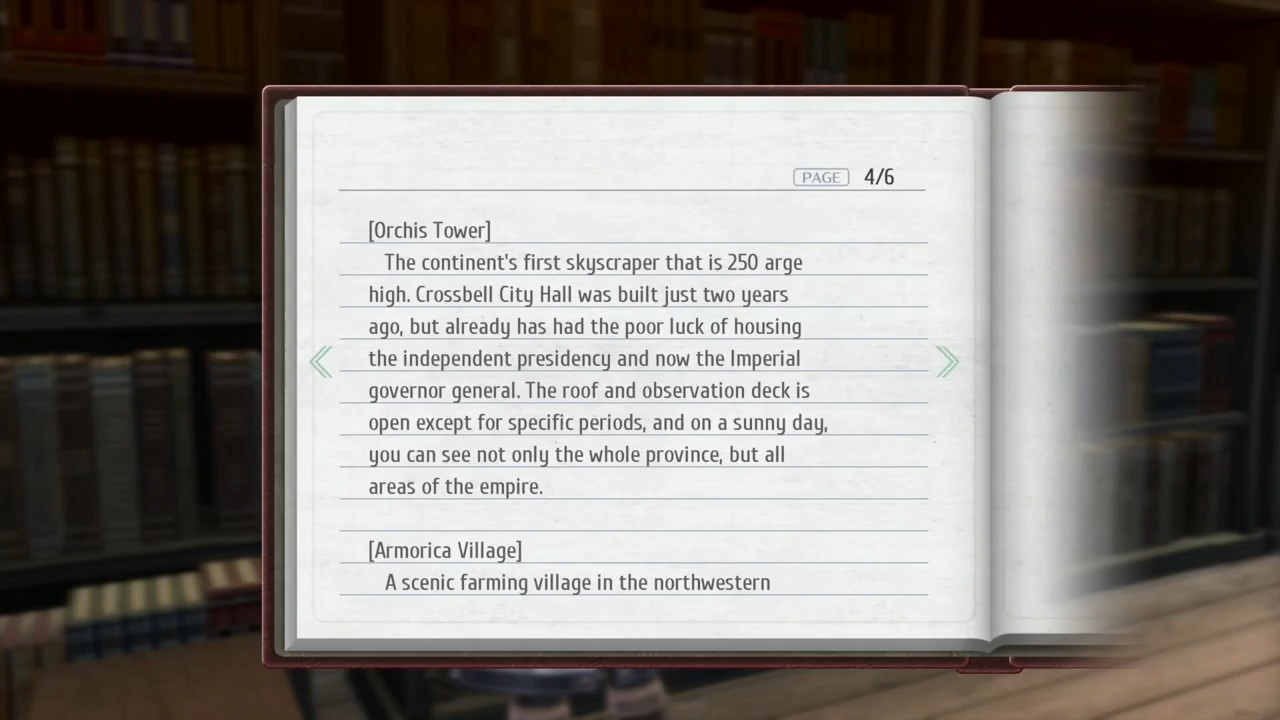 PAGE 4/6
[Orchis Tower]
The continent's first skyscraper that is 250 arge
high. Crossbell City Hall was built just two years
ago, but already has had the poor luck of housing
the independent presidency and now the Imperial
governor general. The roof and observation deck is
open except for specific periods, and on a sunny day,
you can see not only the whole province, but all
areas of the empire.
[Armorica Village]
A scenic farming village in the northwestern